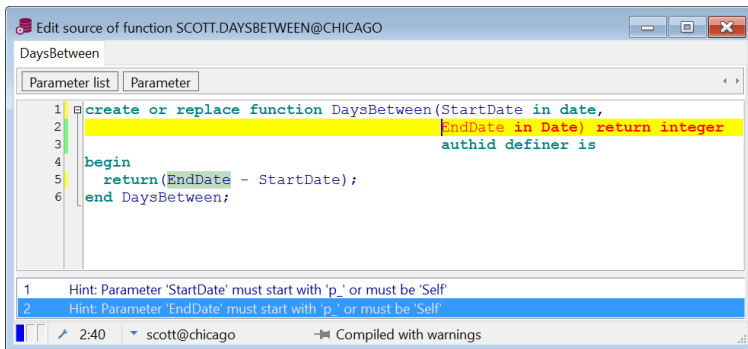 Edit source of function SCOTT.DAYSBETWEEN@CHICAGO
DaysBetween
Parameter list Parameter
1 create or replace function DaysBetween(StartDate in date,
2 EndDate in Date) return integer
3 authid definer is
4 begin
5 return(EndDate - StartDate);
6 end DaysBetween;
1 Hint: Parameter 'StartDate' must start with 'p_' or must be 'Self'
2 Hint: Parameter 'EndDate' must start with 'p_' or must be 'Self'
2:40 scott@chicago Compiled with warnings